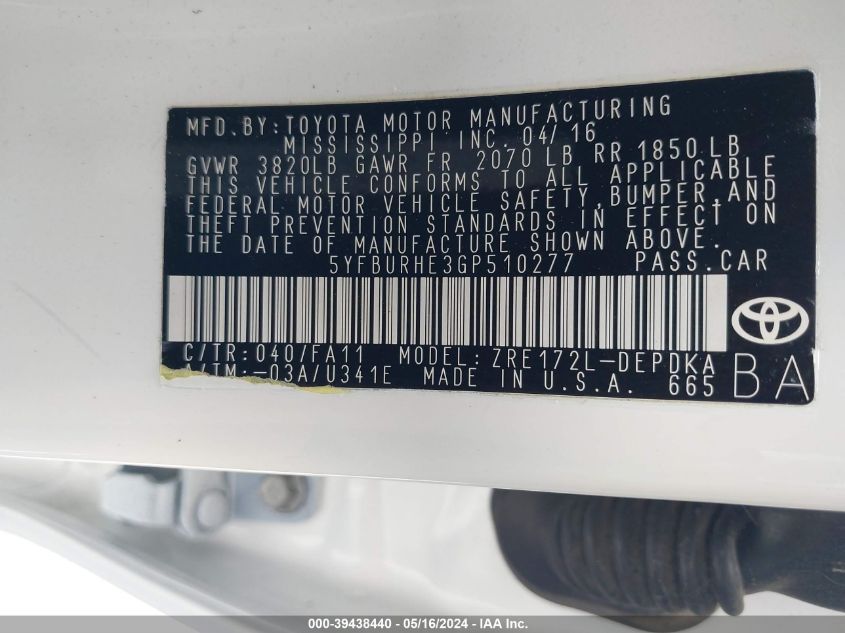 MFD. BY: TOYOTA MOTOR MANUFACTURING
MISSISSIPPI INC. 04/16
GVWR 3820LB GAWR FR. 2070 LB RR 1850 LB
THIS VEHICLE CONFORMS TO ALL APPLICABLE
FEDERAL MOTOR VEHICLE SAFETY, BUMPER, AND
THEFT PREVENTION STANDARDS IN EFFECT ON
THE DATE OF MANUFACTURE SHOWN ABOVE.
5YFBURHE3GP510277 PASS. CAR
C/TR: 040/FA11 MODEL: ZRE172L-DEPDKA
A/TM: -03A/U341E MADE IN U.S.A. 665 BA
000-39438440 - 05/16/2024 - IAA Inc.